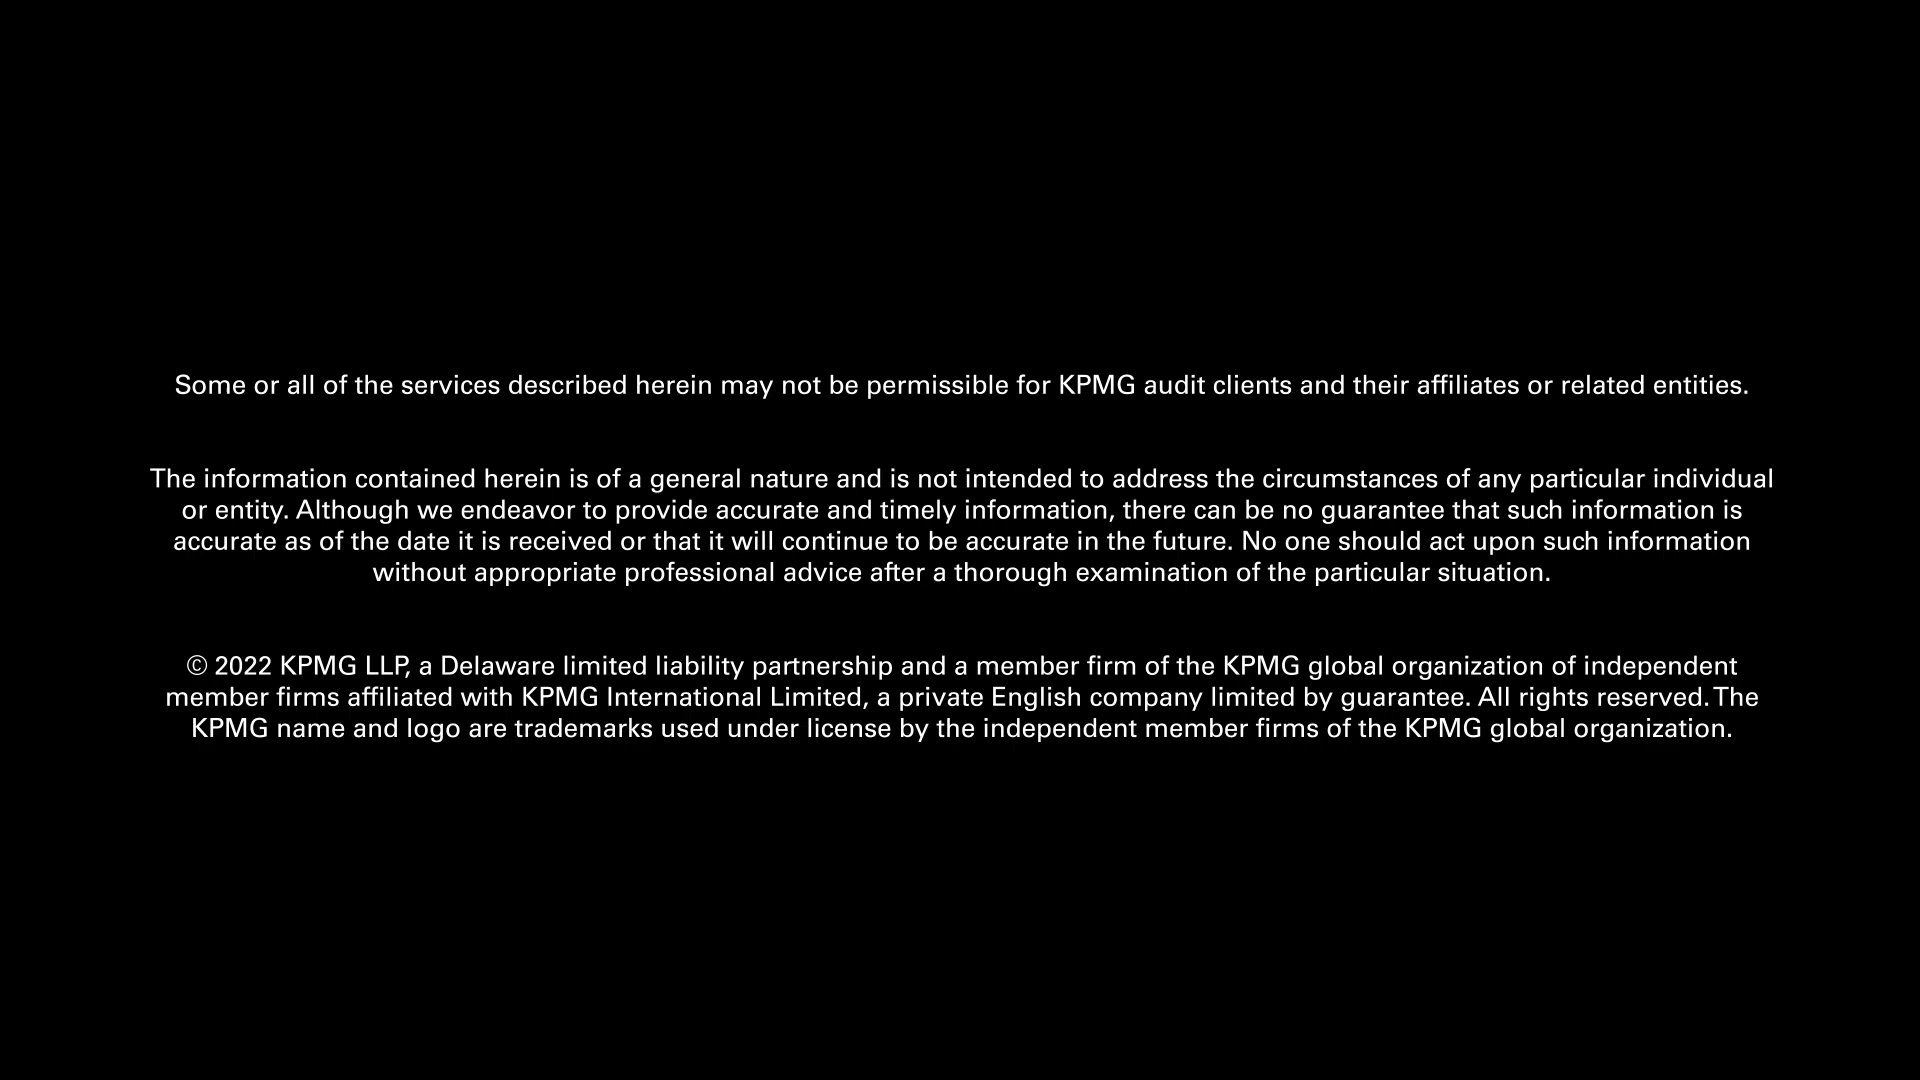 Some or all of the services described herein may not be permissible for KPMG audit clients and their affiliates or related entities.
The information contained herein is of a general nature and is not intended to address the circumstances of any particular individual
or entity. Although we endeavor to provide accurate and timely information, there can be no guarantee that such information is
accurate as of the date it is received or that it will continue to be accurate in the future. No one should act upon such information
without appropriate professional advice after a thorough examination of the particular situation.
© 2022 KPMG LLP, a Delaware limited liability partnership and a member firm of the KPMG global organization of independent
member firms affiliated with KPMG International Limited, a private English company limited by guarantee. All rights reserved. The
KPMG name and logo are trademarks used under license by the independent member firms of the KPMG global organization.